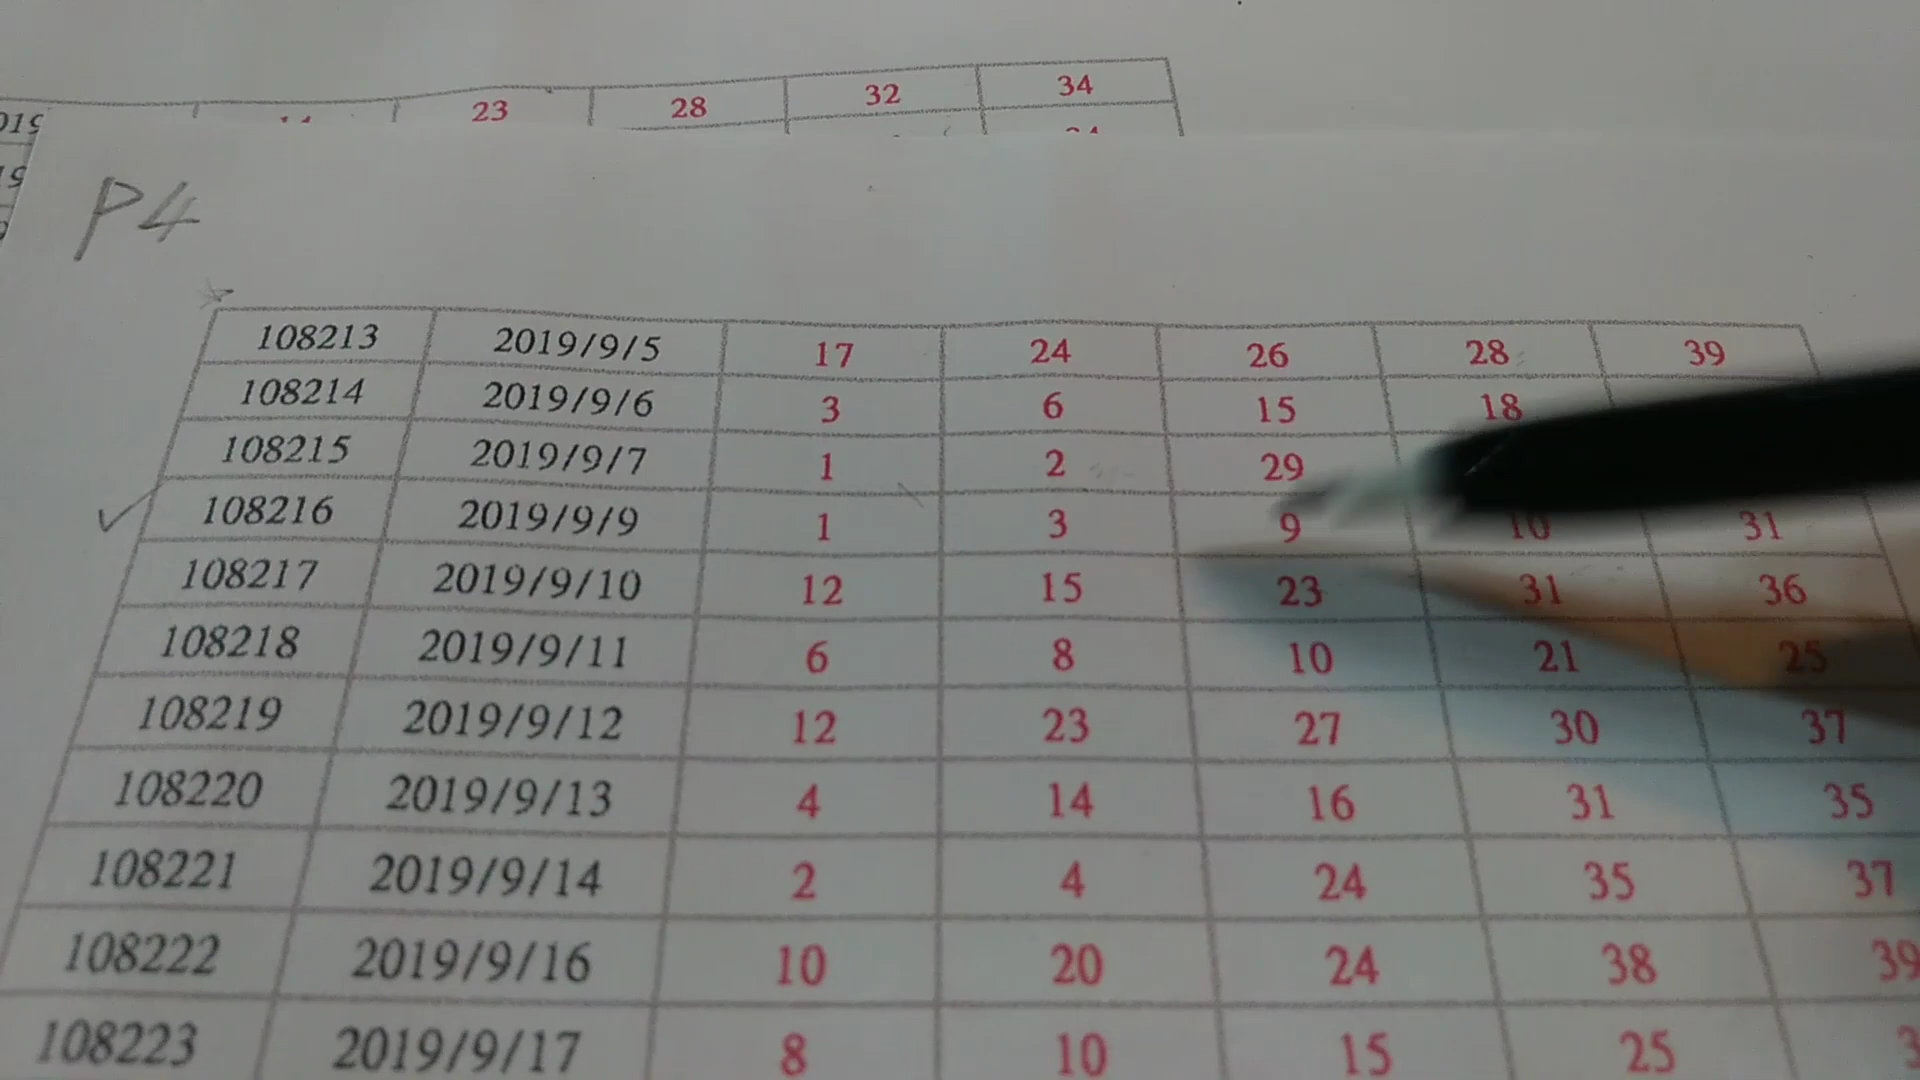 23 28 32 34
P4
108213 2019/9/5 17 24 26 28 39
108214 2019/9/6 3 6 15 18
108215 2019/9/7 1 2 29
108216 2019/9/9 1 3 9 10 31
108217 2019/9/10 12 15 23 31 36
108218 2019/9/11 6 8 10 21 25
108219 2019/9/12 12 23 27 30 37
108220 2019/9/13 4 14 16 31 35
108221 2019/9/14 2 4 24 35 37
108222 2019/9/16 10 20 24 38 39
108223 2019/9/17 8 10 15 25